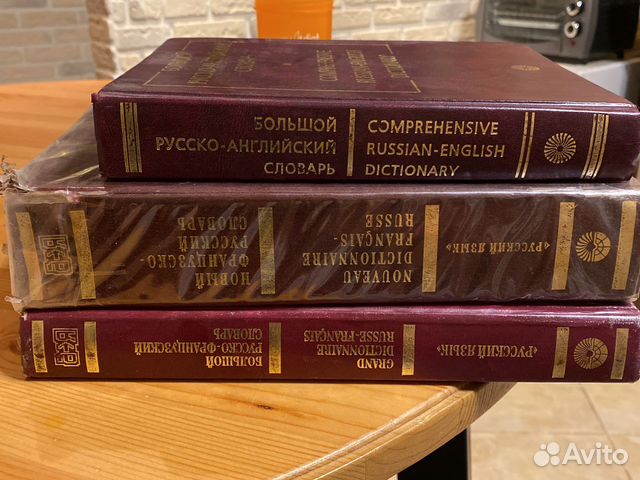 БОЛЬШОЙ
РУССКО-АНГЛИЙСКИЙ
СЛОВАРЬ
COMPREHENSIVE
RUSSIAN-ENGLISH
DICTIONARY
НОВЫЙ
ФРАНЦУЗСКО-
РУССКИЙ
СЛОВАРЬ
NOUVEAU
DICTIONNAIRE
FRANÇAIS-
RUSSE
«РУССКИЙ ЯЗЫК»
БОЛЬШОЙ
РУССКО-ФРАНЦУЗСКИЙ
СЛОВАРЬ
GRAND
DICTIONNAIRE
RUSSE-FRANÇAIS
«РУССКИЙ ЯЗЫК»
Avito